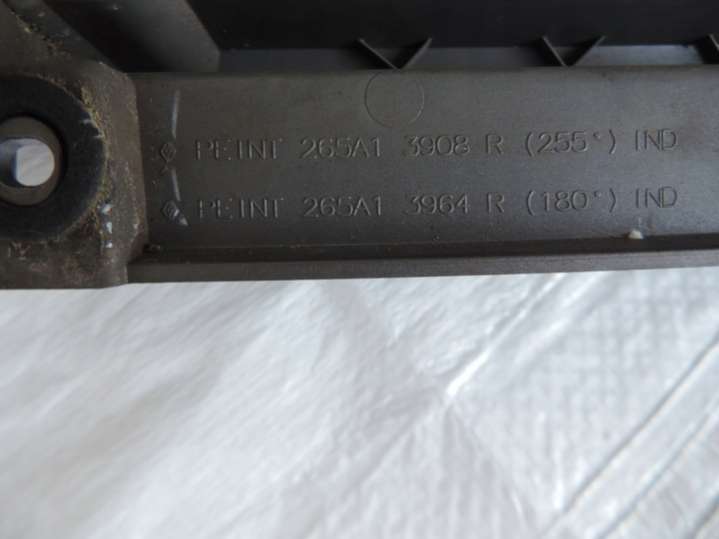 PEINT 265A1 3908 R (255°) IND
PEINT 265A1 3964 R (180°) IND